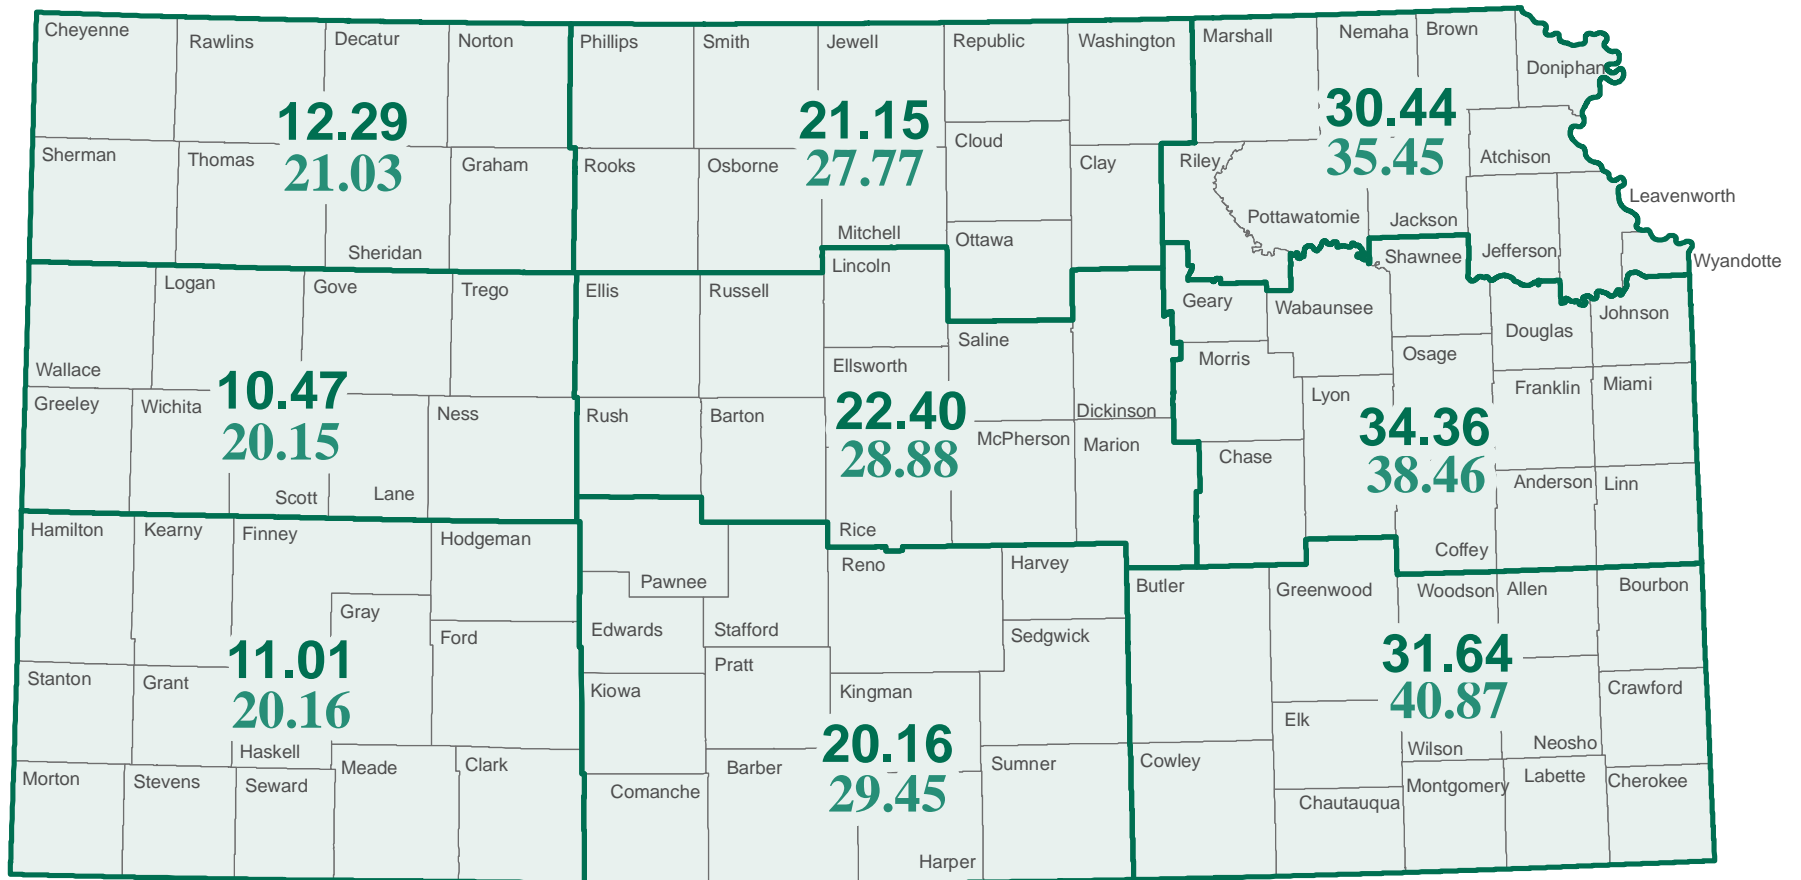 Cheyenne
Rawlins
Decatur
Norton
Phillips
Smith
Jewell
Republic
Washington
Marshall
Nemaha
Brown
Doniphan
12.29
21.03
21.15
27.77
30.44
35.45
Sherman
Thomas
Graham
Rooks
Osborne
Cloud
Clay
Riley
Atchison
Leavenworth
Sheridan
Mitchell
Ottawa
Pottawatomie
Jackson
Jefferson
Wyandotte
Logan
Gove
Trego
Ellis
Russell
Lincoln
Saline
Geary
Wabaunsee
Shawnee
Douglas
Johnson
Wallace
Ellsworth
Morris
Osage
Franklin
Miami
Greeley
Wichita
10.47
20.15
Ness
Rush
Barton
22.40
28.88
McPherson
Dickinson
Marion
Chase
Lyon
34.36
38.46
Anderson
Linn
Scott
Lane
Rice
Coffey
Hamilton
Kearny
Finney
Hodgeman
Pawnee
Reno
Harvey
Butler
Greenwood
Woodson
Allen
Bourbon
Gray
Ford
Edwards
Stafford
Sedgwick
11.01
20.16
31.64
40.87
Stanton
Grant
Kiowa
Pratt
Kingman
Elk
Crawford
Haskell
20.16
29.45
Wilson
Neosho
Morton
Stevens
Seward
Meade
Clark
Comanche
Barber
Sumner
Cowley
Chautauqua
Montgomery
Labette
Cherokee
Harper